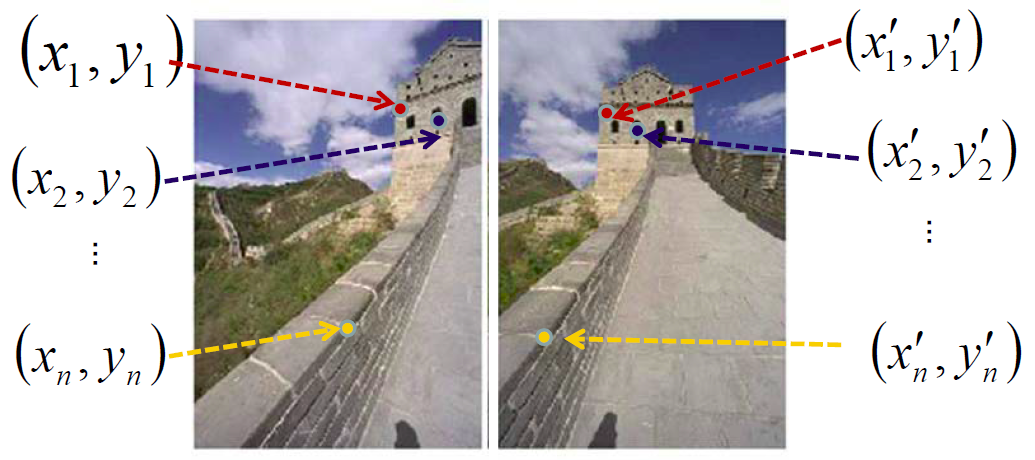 (x₁, y₁)
(x₂, y₂)
⋮
(xₙ, yₙ)
(x′₁, y′₁)
(x′₂, y′₂)
⋮
(x′ₙ, y′ₙ)